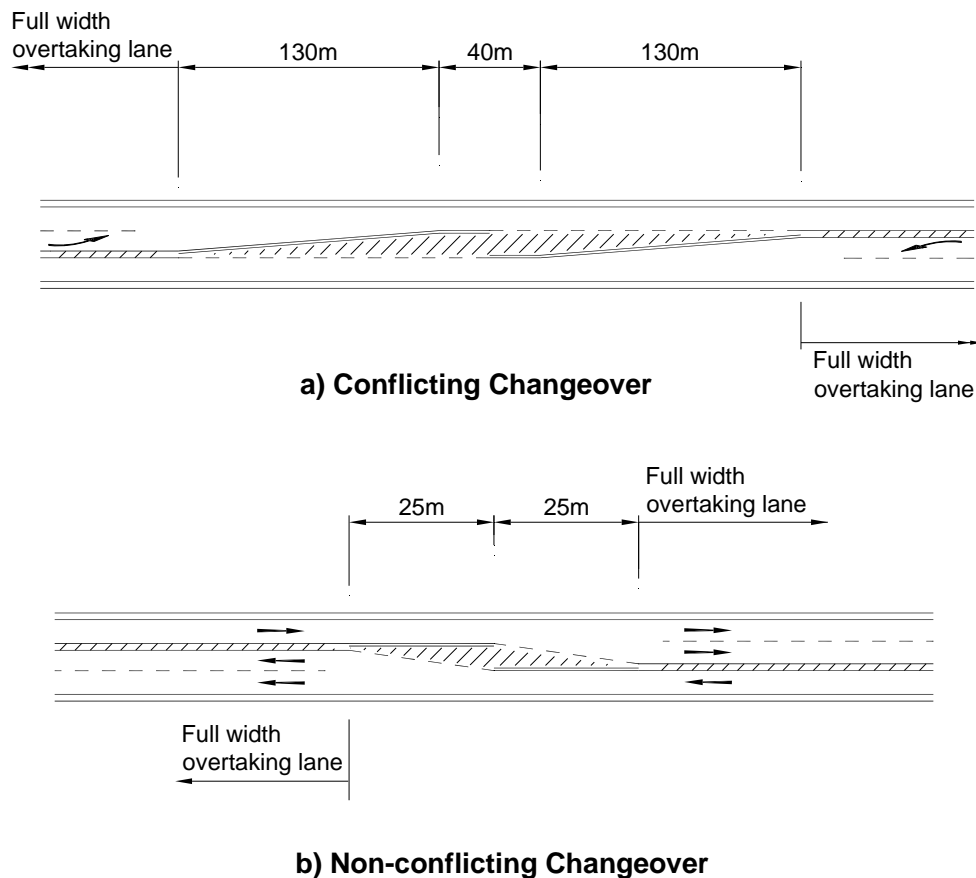 Full width
overtaking lane
130m
40m
130m
Full width
overtaking lane
a) Conflicting Changeover
25m
25m
Full width
overtaking lane
Full width
overtaking lane
b) Non-conflicting Changeover